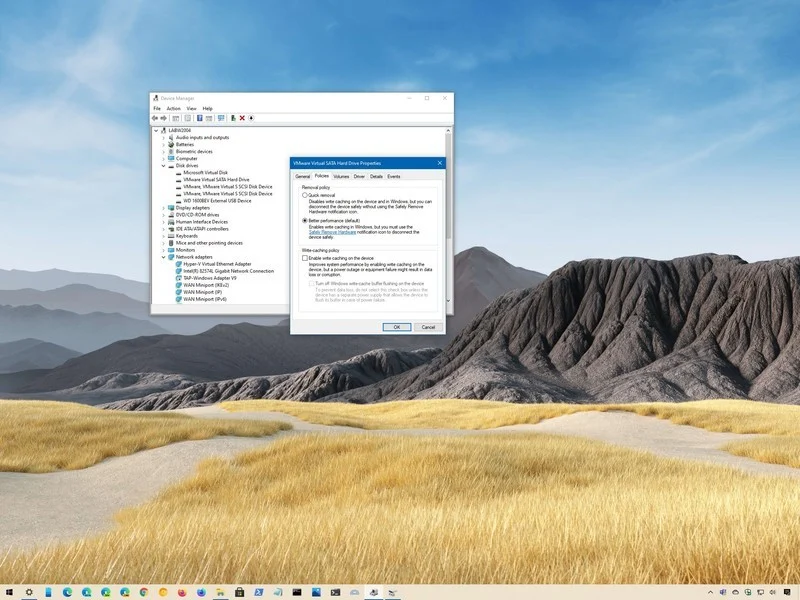 Device Manager
File Action View Help
LABW2004
Audio inputs and outputs
Batteries
Biometric devices
Computer
Disk drives
Microsoft Virtual Disk
VMware Virtual SATA Hard Drive
VMware, VMware Virtual S SCSI Disk Device
VMware, VMware Virtual S SCSI Disk Device
WD 1600BEV External USB Device
Display adapters
DVD/CD-ROM drives
Human Interface Devices
IDE ATA/ATAPI controllers
Keyboards
Mice and other pointing devices
Monitors
Network adapters
Hyper-V Virtual Ethernet Adapter
Intel(R) 82574L Gigabit Network Connection
TAP-Windows Adapter V9
WAN Miniport (IKEv2)
WAN Miniport (IP)
WAN Miniport (IPv6)
VMware Virtual SATA Hard Drive Properties
General Policies Volumes Driver Details Events
Removal policy
Quick removal
Disables write caching on the device and in Windows, but you can
disconnect the device safely without using the Safely Remove
Hardware notification icon.
Better performance (default)
Enables write caching in Windows, but you must use the
Safely Remove Hardware notification icon to disconnect the
device safely.
Write-caching policy
Enable write caching on the device
Improves system performance by enabling write caching on the
device, but a power outage or equipment failure might result in data
loss or corruption.
Turn off Windows write-cache buffer flushing on the device
To prevent data loss, do not select this check box unless the
device has a separate power supply that allows the device to
flush its buffer in case of power failure.
OK Cancel